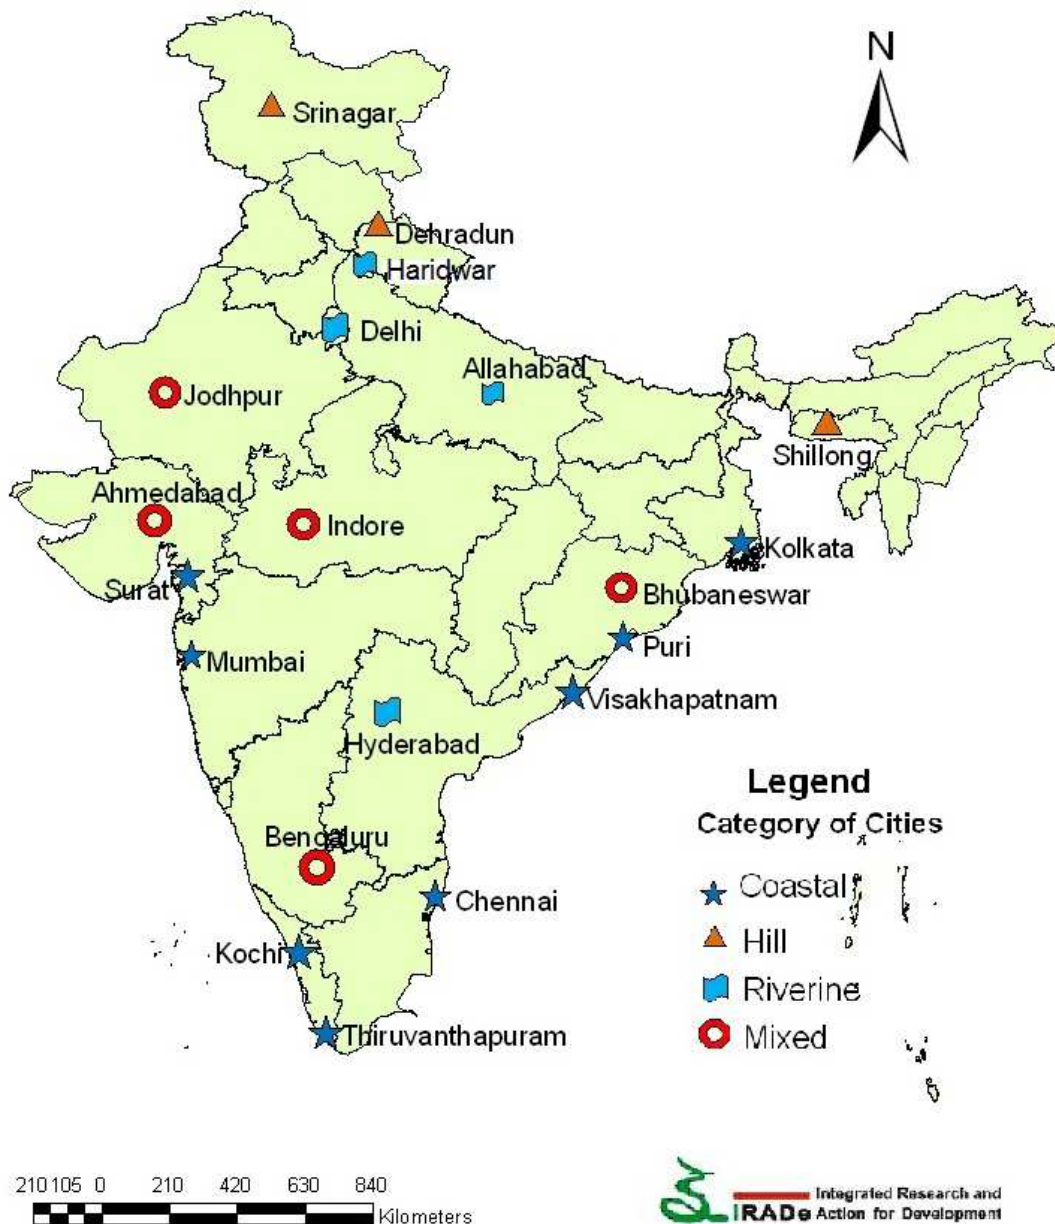 N
Srinagar
Dehradun
Haridwar
Delhi
Allahabad
Jodhpur
Shillong
Ahmedabad
Indore
Kolkata
Surat
Bhubaneswar
Puri
Mumbai
Visakhapatnam
Hyderabad
Legend
Category of Cities
Bengaluru
Coastal
Chennai
Hill
Kochi
Riverine
Thiruvanthapuram
Mixed
210 105 0 210 420 630 840
Kilometers
Integrated Research and
IRADe Action for Development